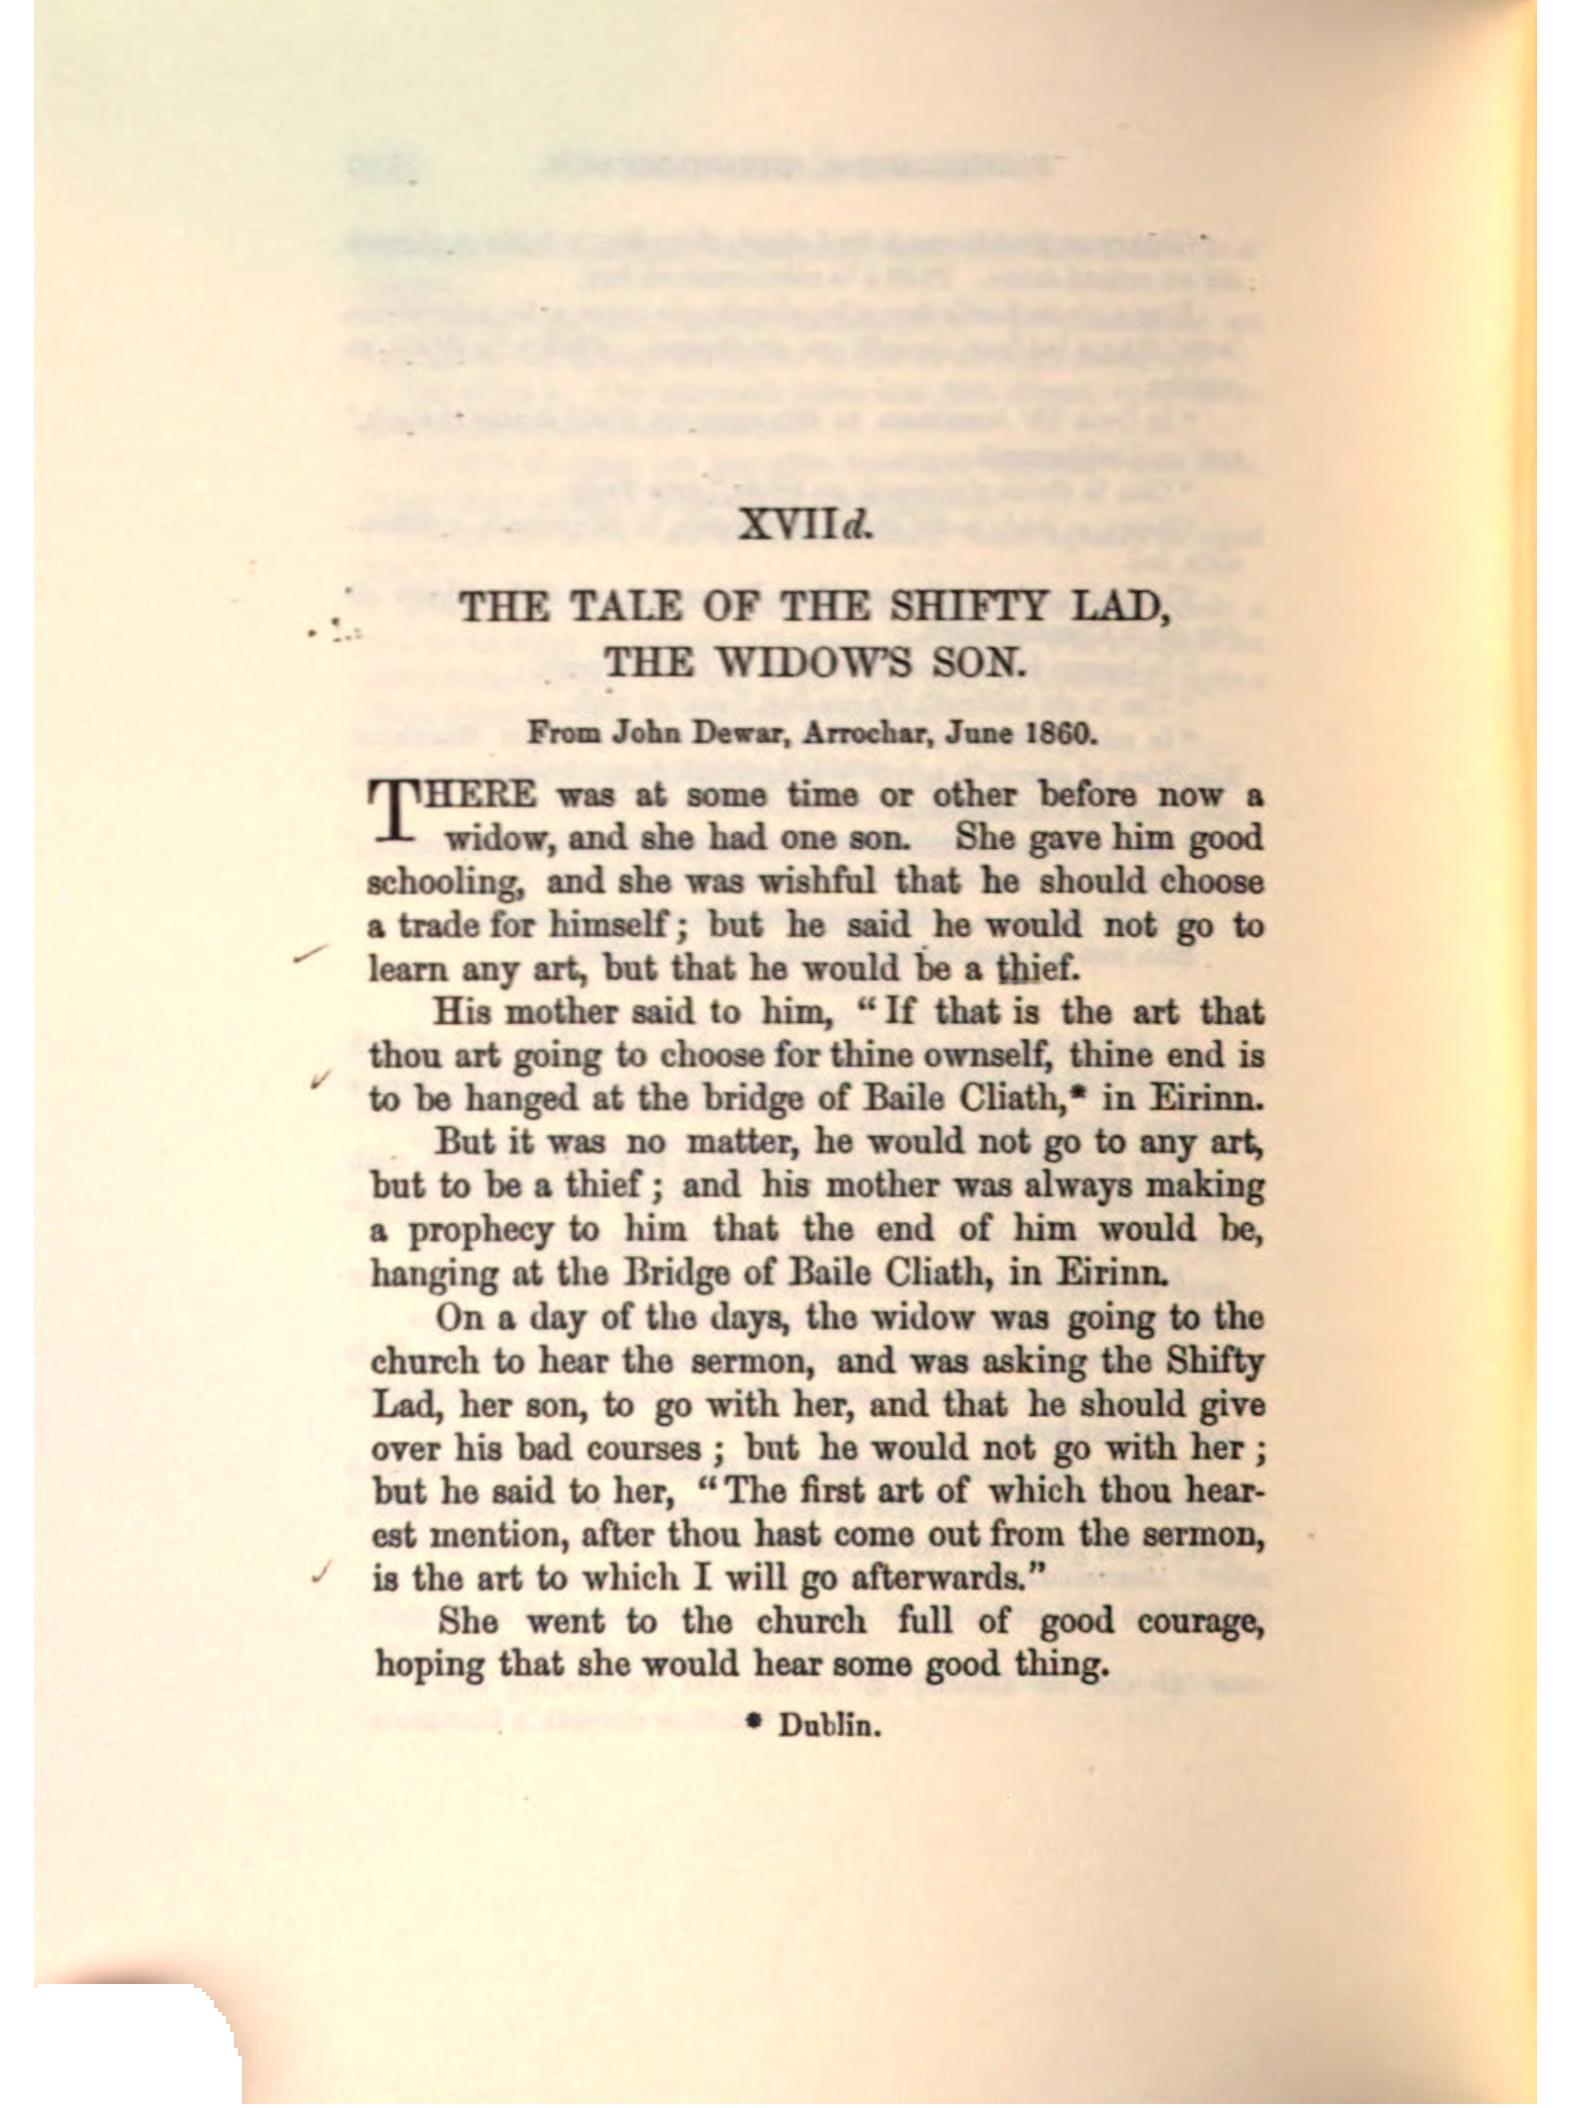 XVIId.
THE TALE OF THE SHIFTY LAD,
THE WIDOW'S SON.
From John Dewar, Arrochar, June 1860.
THERE was at some time or other before now a
widow, and she had one son. She gave him good
schooling, and she was wishful that he should choose
a trade for himself; but he said he would not go to
learn any art, but that he would be a thief.
His mother said to him, “If that is the art that
thou art going to choose for thine ownself, thine end is
to be hanged at the bridge of Baile Cliath,* in Eirinn.
But it was no matter, he would not go to any art,
but to be a thief; and his mother was always making
a prophecy to him that the end of him would be,
hanging at the Bridge of Baile Cliath, in Eirinn.
On a day of the days, the widow was going to the
church to hear the sermon, and was asking the Shifty
Lad, her son, to go with her, and that he should give
over his bad courses; but he would not go with her;
but he said to her, “The first art of which thou hear-
est mention, after thou hast come out from the sermon,
is the art to which I will go afterwards.”
She went to the church full of good courage,
hoping that she would hear some good thing.
* Dublin.